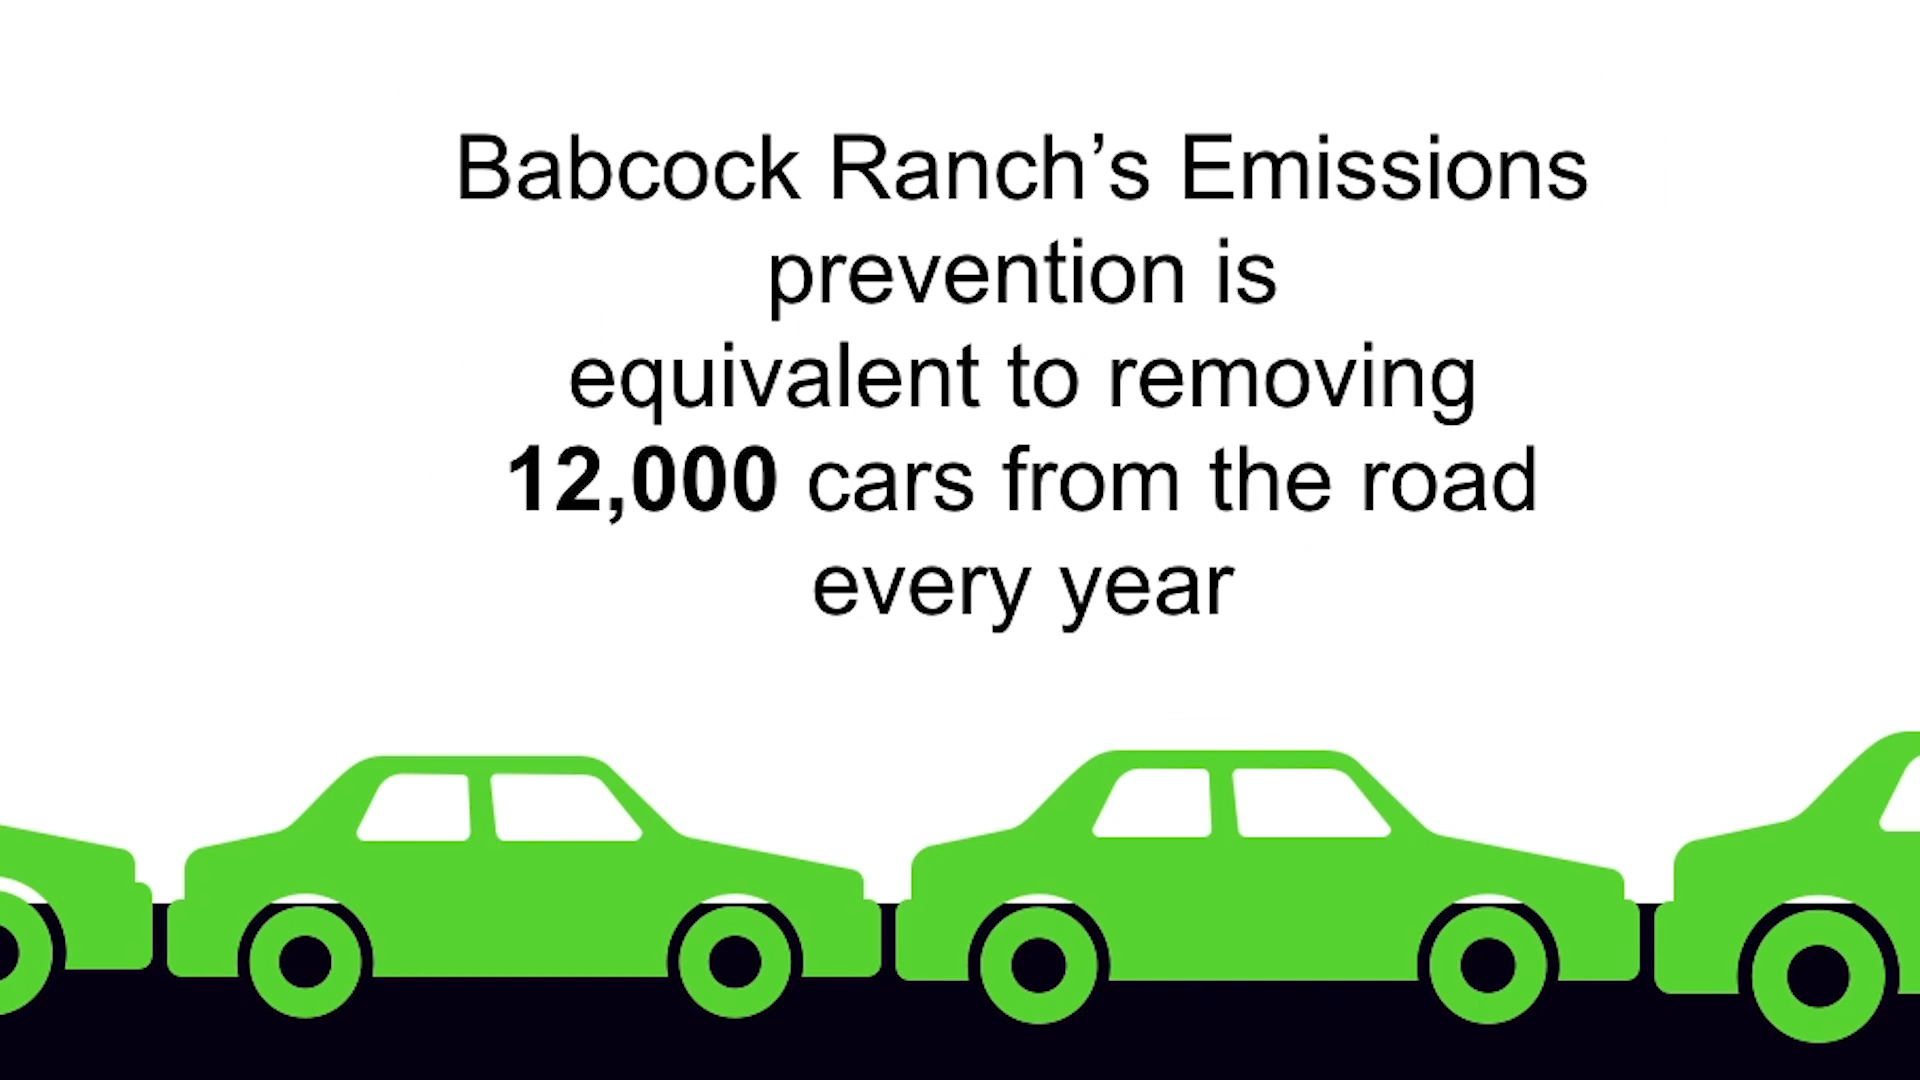 Babcock Ranch’s Emissions
prevention is
equivalent to removing
12,000 cars from the road
every year